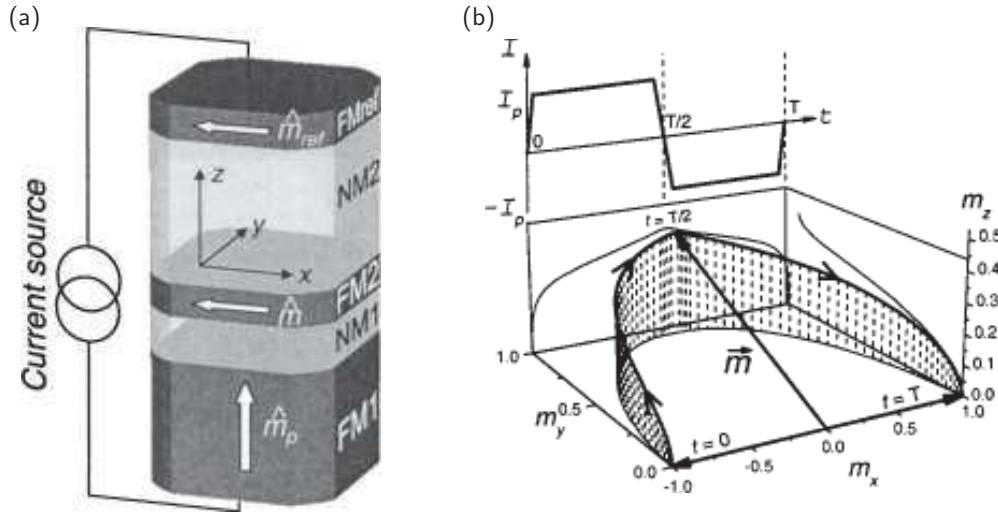 (a)
m̂ref
FMref
NM2
z
y
x
FM2
m̂
NM1
m̂p
FM1
Current source
(b)
I
Ip
0
T/2
T
t
-Ip
t = T/2
mz
0.5
0.4
0.3
0.2
0.1
0.0
1.0
my
0.5
0.0
m⃗
t = 0
t = T
-1.0
-0.5
0.0
0.5
1.0
mx